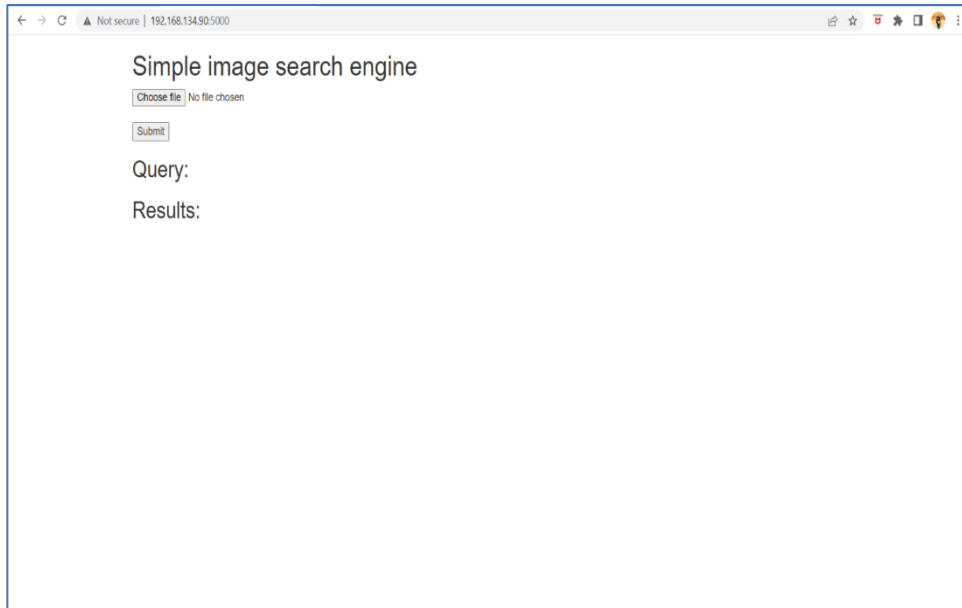 Not secure | 192.168.134.90:5000
Simple image search engine
Choose file No file chosen
Submit
Query:
Results: